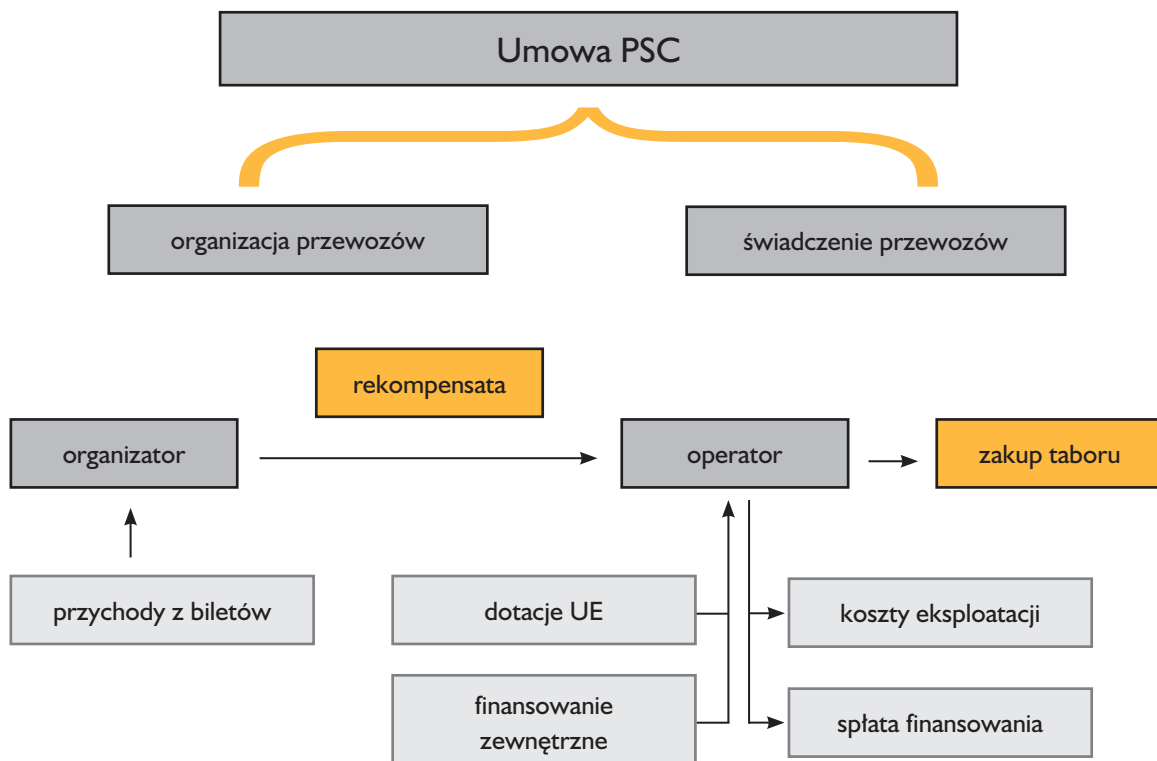 Umowa PSC
organizacja przewozów
świadczenie przewozów
rekompensata
organizator
operator
zakup taboru
przychody z biletów
dotacje UE
koszty eksploatacji
finansowanie
zewnętrzne
spłata finansowania